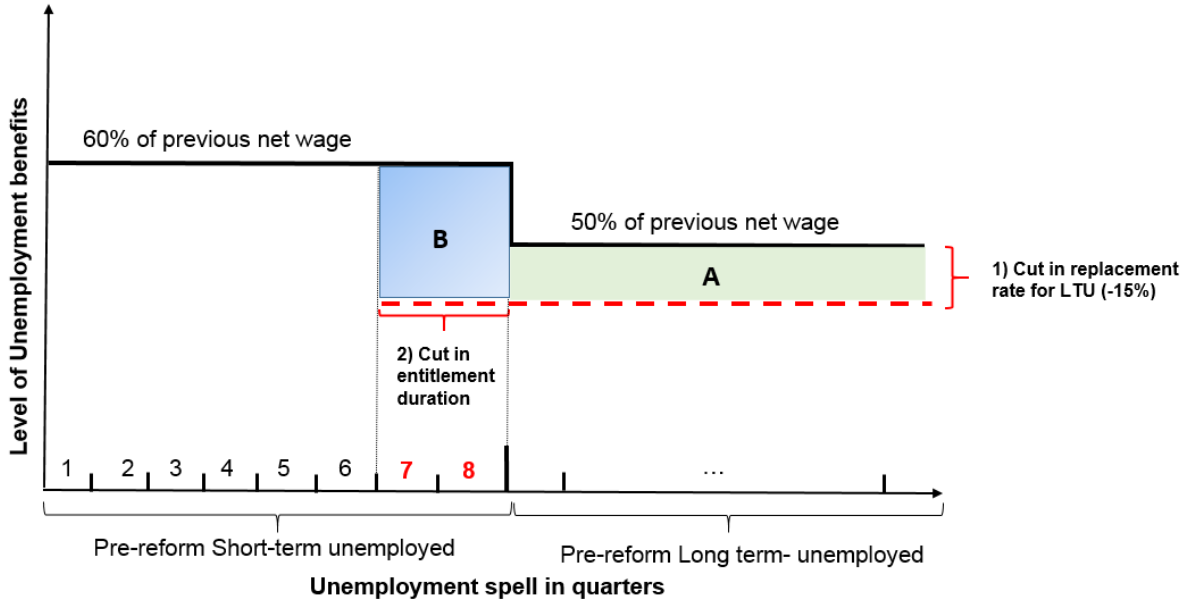 Level of Unemployment benefits
60% of previous net wage
B
50% of previous net wage
A
1) Cut in replacement
rate for LTU (-15%)
2) Cut in
entitlement
duration
1 2 3 4 5 6 7 8 ...
Pre-reform Short-term unemployed
Pre-reform Long term- unemployed
Unemployment spell in quarters